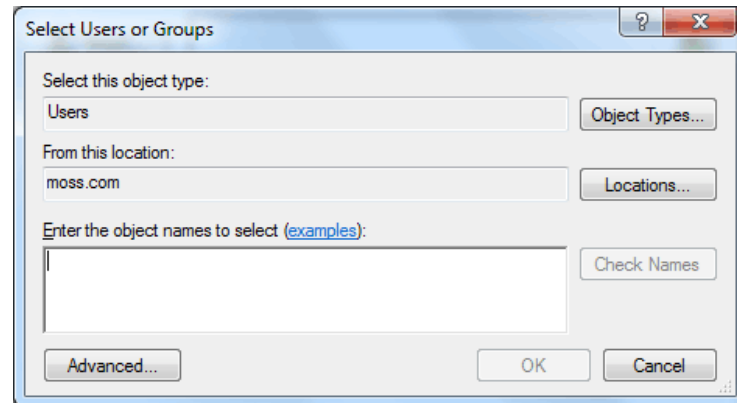 Select Users or Groups
Select this object type:
Users
Object Types...
From this location:
moss.com
Locations...
Enter the object names to select (examples):
Check Names
Advanced...
OK
Cancel